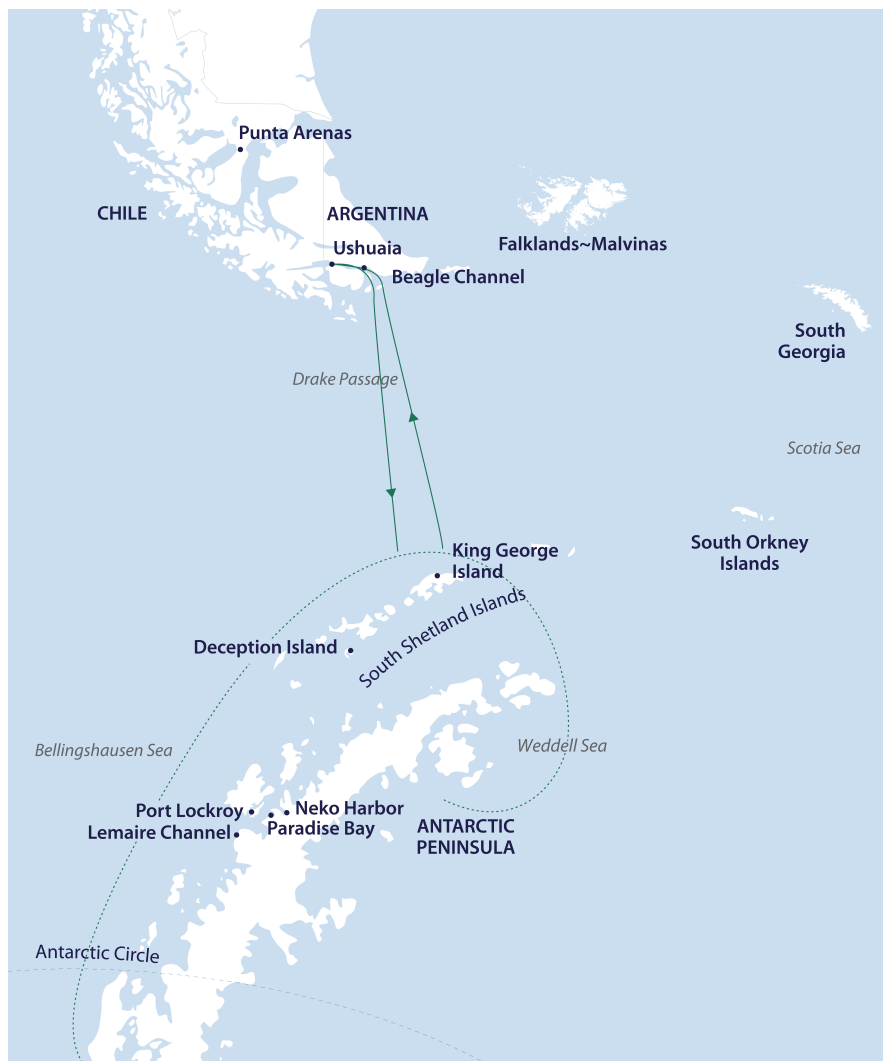 Punta Arenas
CHILE
ARGENTINA
Falklands~Malvinas
Ushuaia
Beagle Channel
South
Georgia
Drake Passage
Scotia Sea
South Orkney
Islands
King George
Island
South Shetland Islands
Deception Island
Bellingshausen Sea
Weddell Sea
Port Lockroy
Neko Harbor
Lemaire Channel
Paradise Bay
ANTARCTIC
PENINSULA
Antarctic Circle